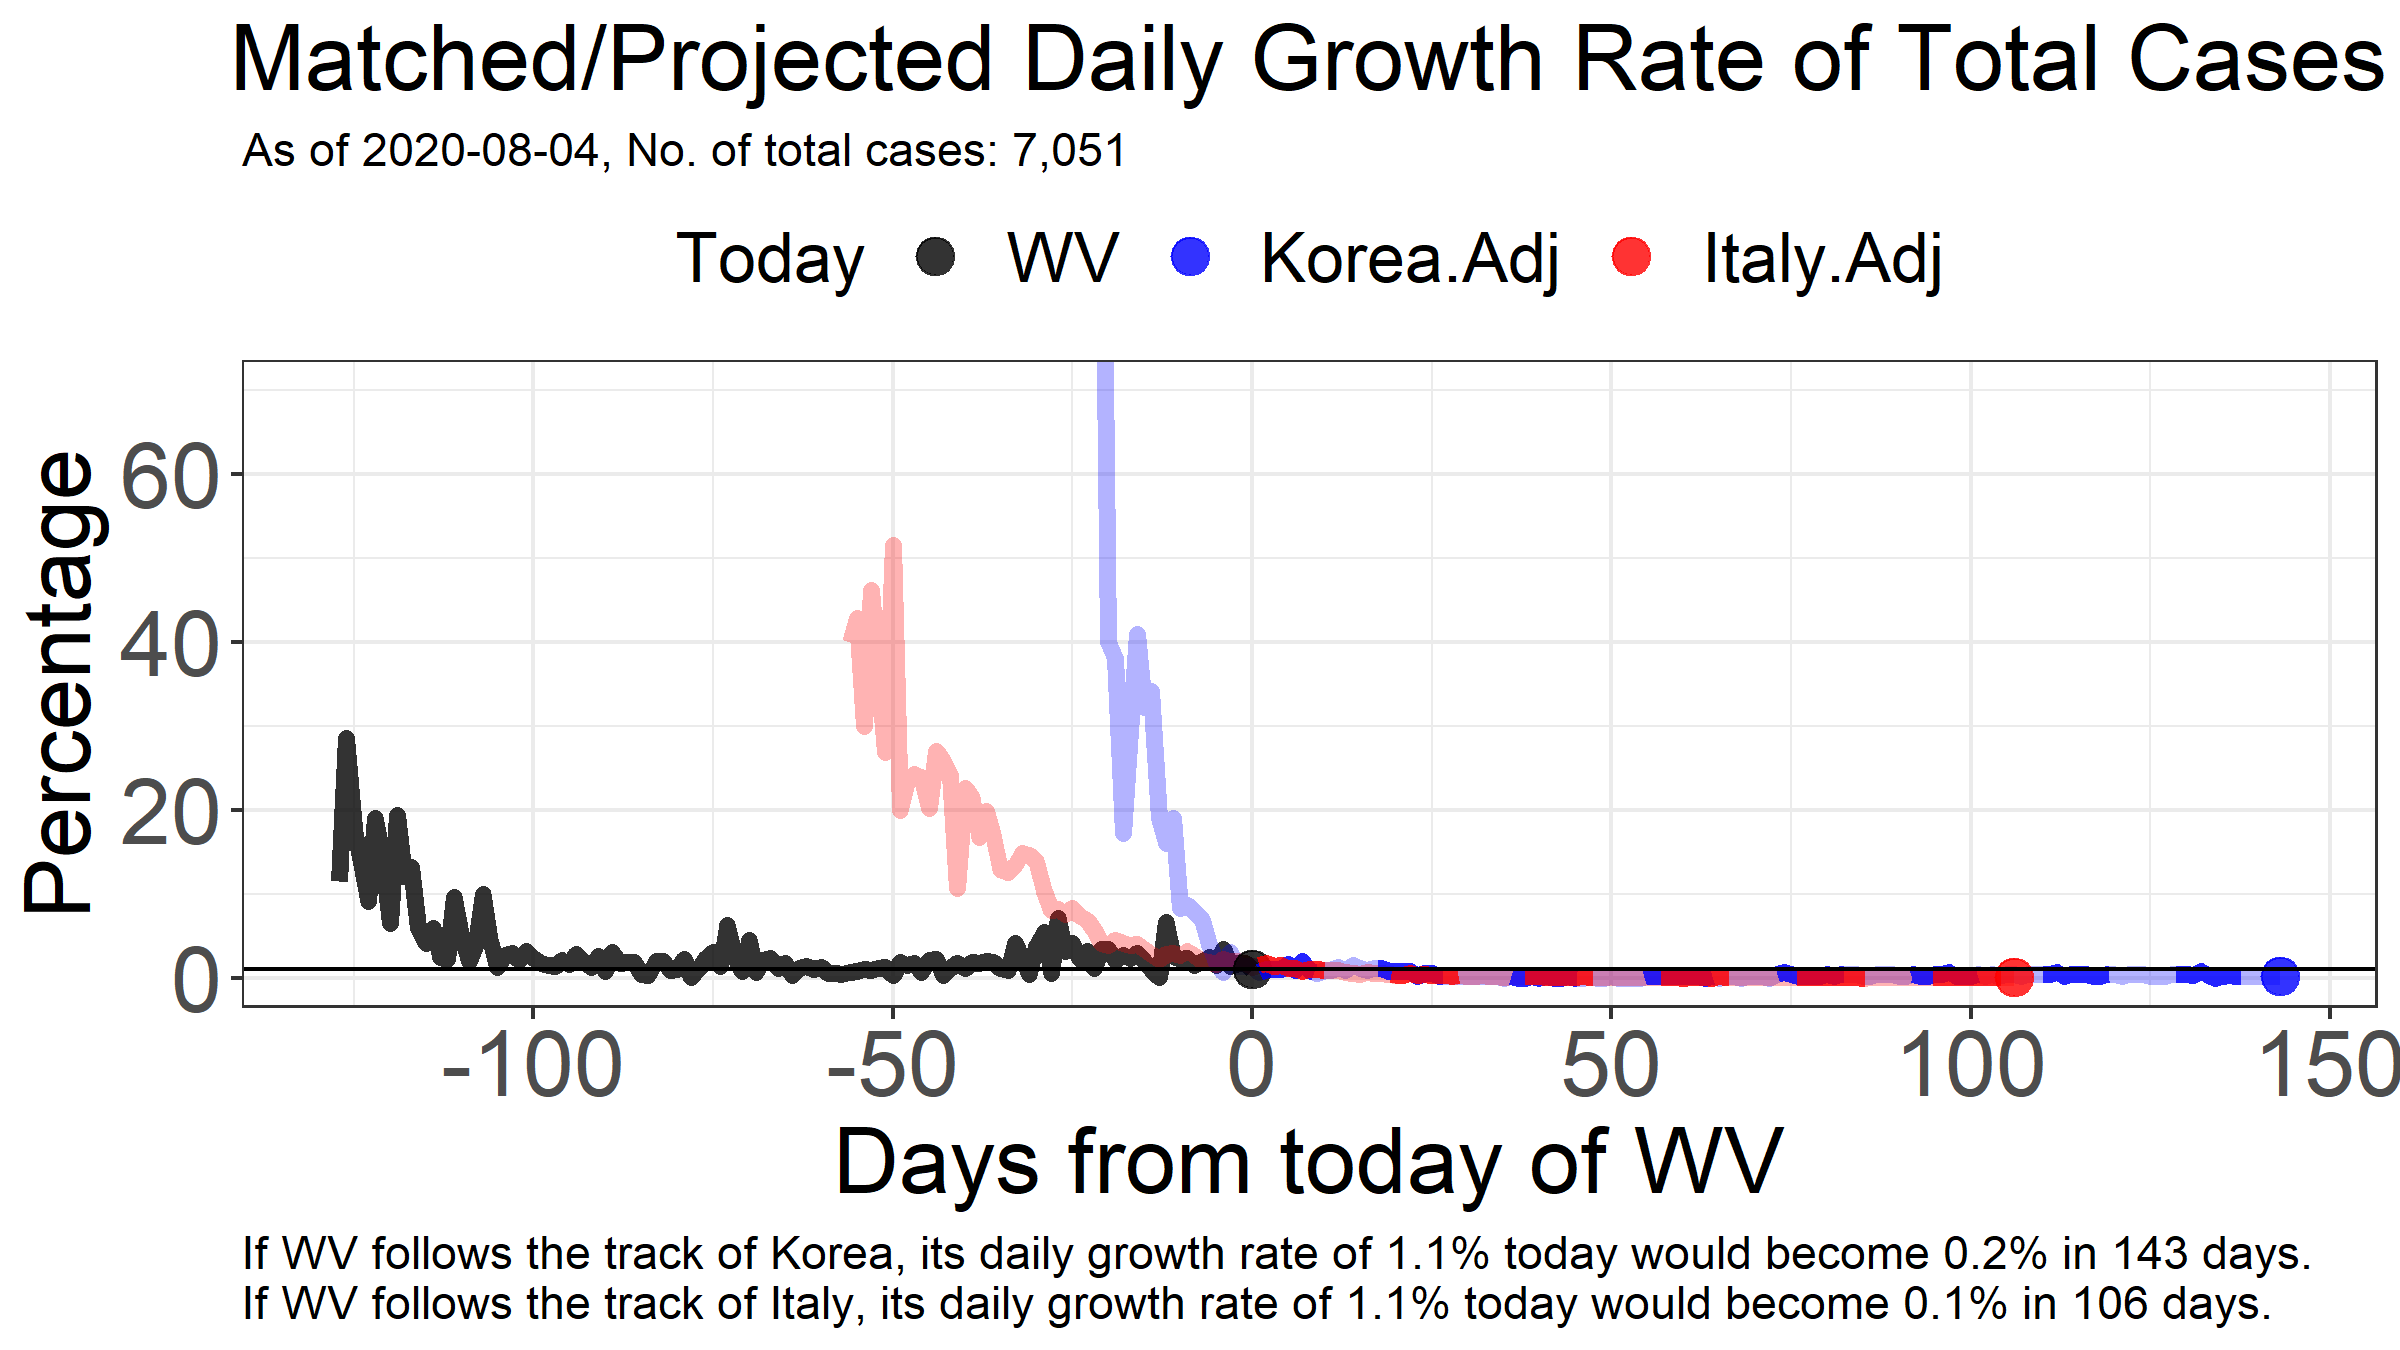 Matched/Projected Daily Growth Rate of Total Cases
As of 2020-08-04, No. of total cases: 7,051
Today WV Korea.Adj Italy.Adj
Percentage
60
40
20
0
-100 -50 0 50 100 150
Days from today of WV
If WV follows the track of Korea, its daily growth rate of 1.1% today would become 0.2% in 143 days.
If WV follows the track of Italy, its daily growth rate of 1.1% today would become 0.1% in 106 days.